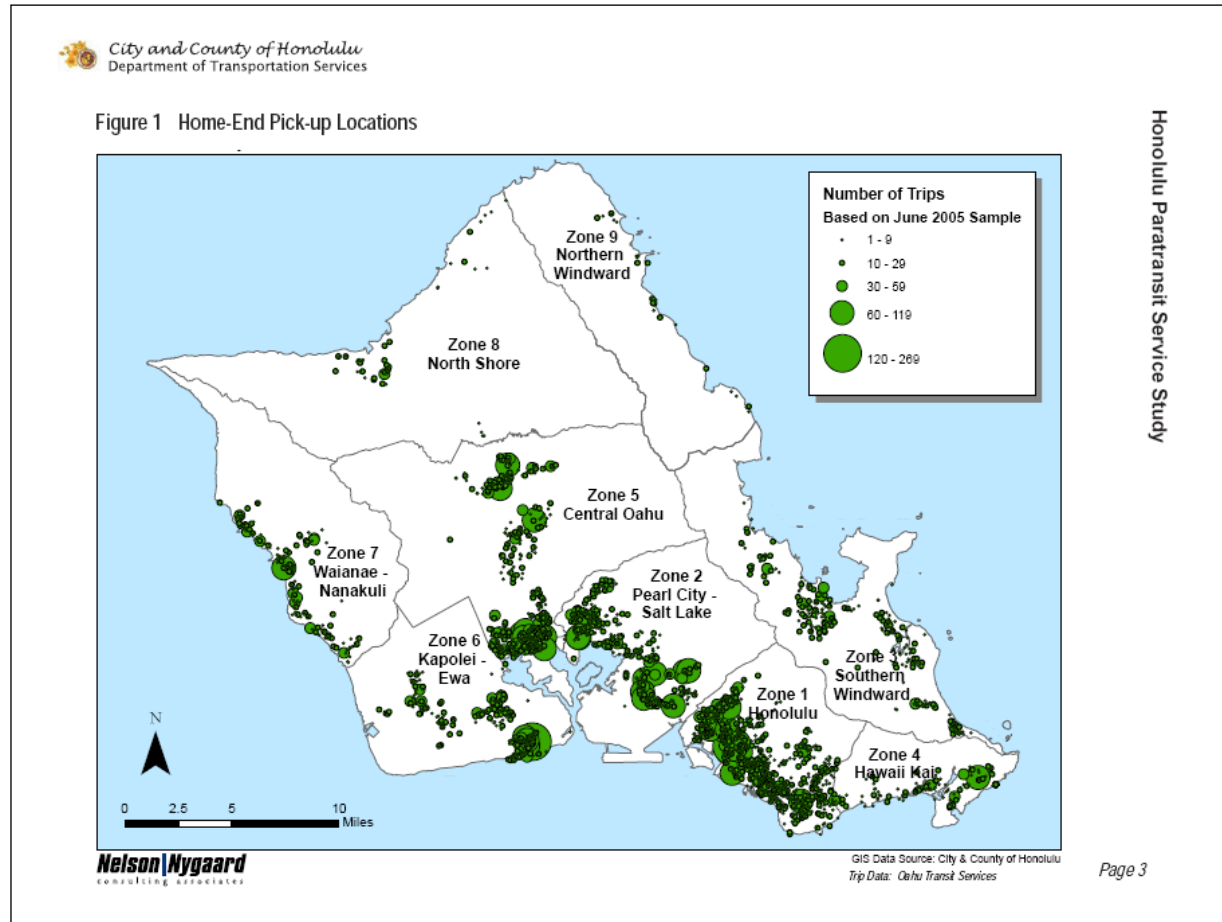 City and County of Honolulu
Department of Transportation Services
Figure 1 Home-End Pick-up Locations
Honolulu Paratransit Service Study
Number of Trips
Based on June 2005 Sample
1 - 9
10 - 29
30 - 59
60 - 119
120 - 269
Zone 9
Northern
Windward
Zone 8
North Shore
Zone 5
Central Oahu
Zone 7
Waianae -
Nanakuli
Zone 2
Pearl City -
Salt Lake
Zone 6
Kapolei -
Ewa
Zone 3
Southern
Windward
Zone 1
Honolulu
Zone 4
Hawaii Kai
N
0 2.5 5 10
Miles
Nelson|Nygaard
consulting associates
GIS Data Source: City & County of Honolulu
Trip Data: Oahu Transit Services
Page 3